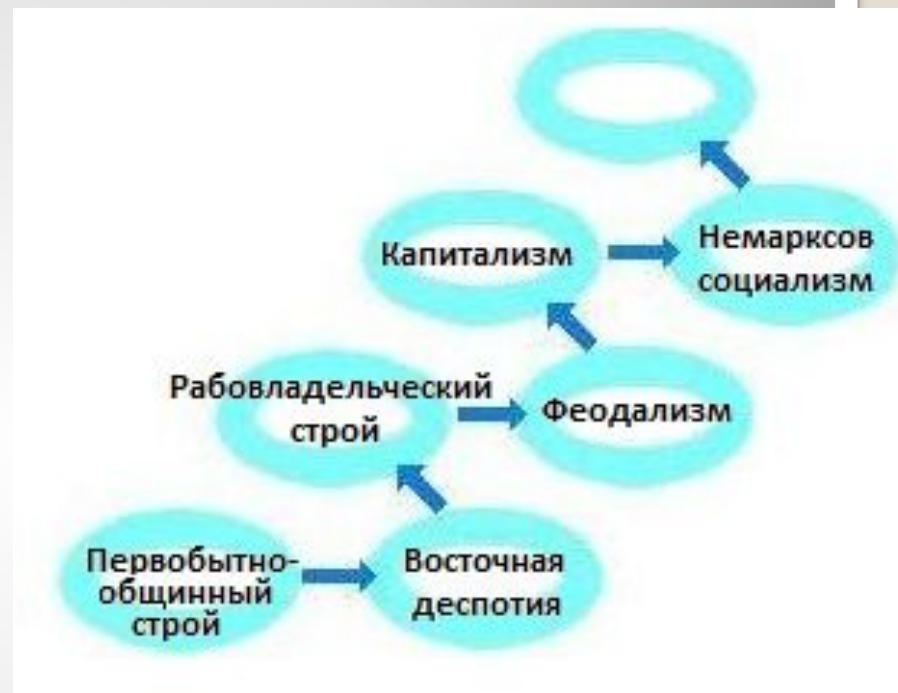 Капитализм
Немарксов
социализм
Рабовладельческий
строй
Феодализм
Первобытно-
общинный
строй
Восточная
деспотия